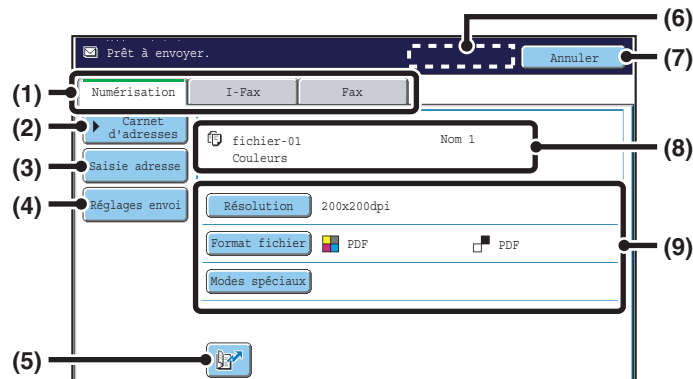 (6)
Prêt à envoyer.
Annuler
(7)
(1)
Numérisation
I-Fax
Fax
(2)
Carnet
d'adresses
fichier-01
Nom 1
Couleurs
(8)
(3)
Saisie adresse
(4)
Réglages envoi
Résolution
200x200dpi
Format fichier
PDF
PDF
(9)
Modes spéciaux
(5)